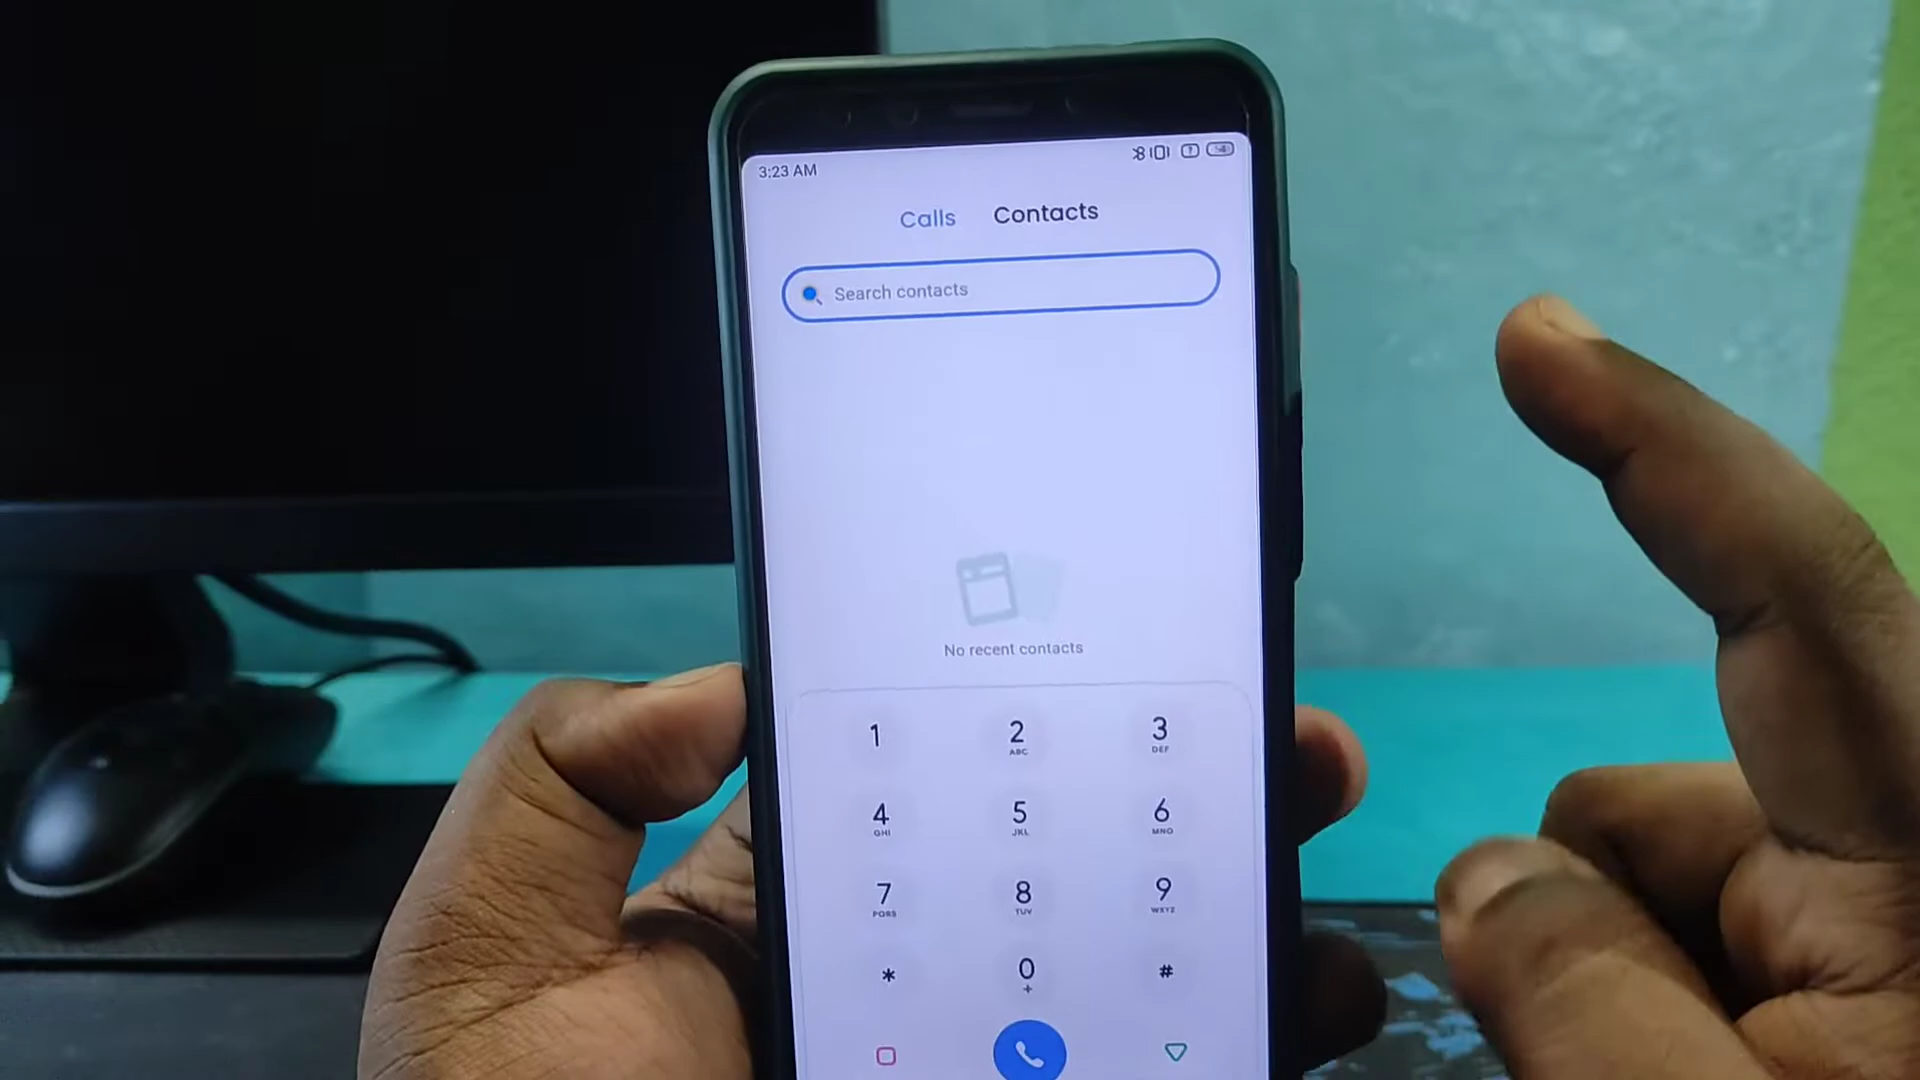 3:23 AM
Calls Contacts
Search contacts
No recent contacts
1 2 3
ABC DEF
4 5 6
GHI JKL MNO
7 8 9
PQRS TUV WXYZ
* 0 #
+